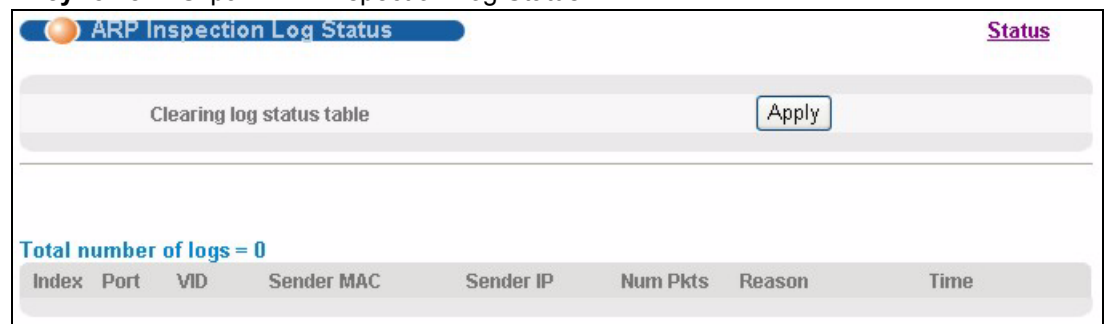 ARP Inspection Log Status Status
Clearing log status table Apply
Total number of logs = 0
Index Port VID Sender MAC Sender IP Num Pkts Reason Time